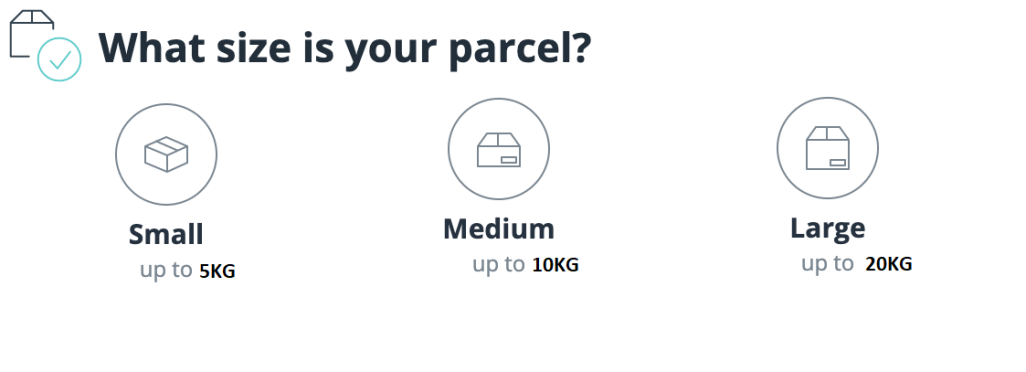 What size is your parcel?
Small
up to 5KG
Medium
up to 10KG
Large
up to 20KG